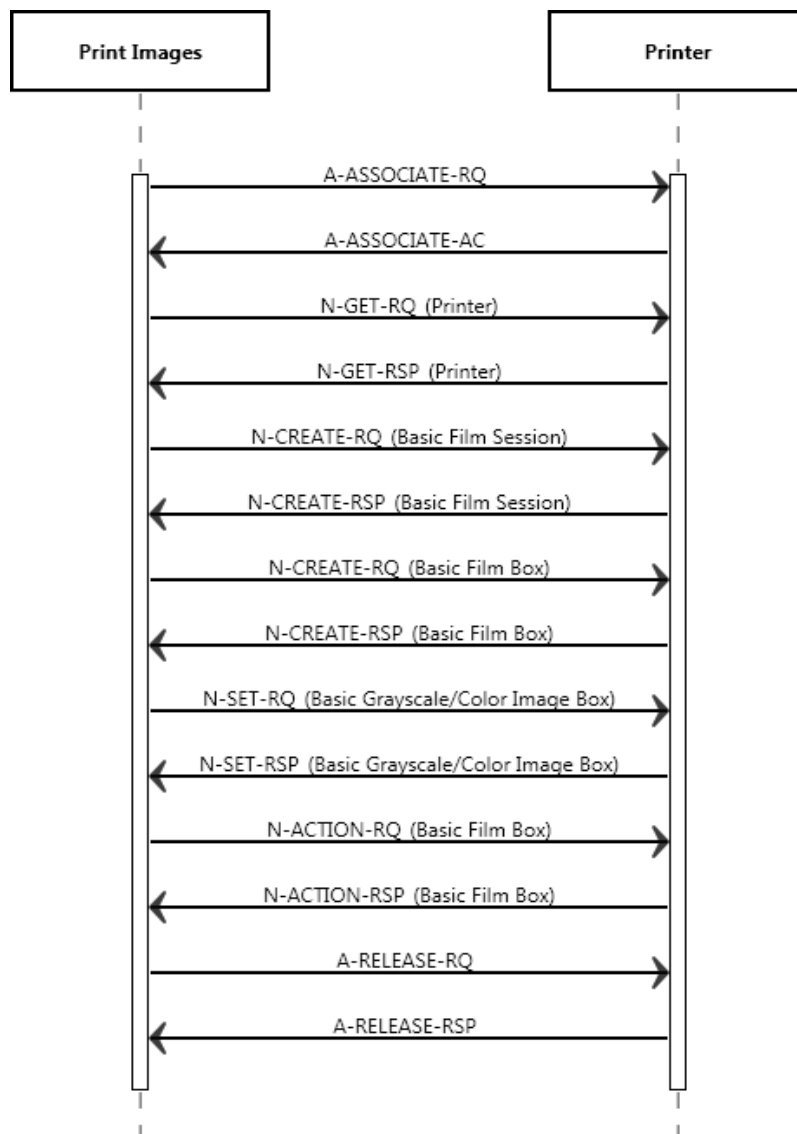 Print Images
Printer
A-ASSOCIATE-RQ
A-ASSOCIATE-AC
N-GET-RQ (Printer)
N-GET-RSP (Printer)
N-CREATE-RQ (Basic Film Session)
N-CREATE-RSP (Basic Film Session)
N-CREATE-RQ (Basic Film Box)
N-CREATE-RSP (Basic Film Box)
N-SET-RQ (Basic Grayscale/Color Image Box)
N-SET-RSP (Basic Grayscale/Color Image Box)
N-ACTION-RQ (Basic Film Box)
N-ACTION-RSP (Basic Film Box)
A-RELEASE-RQ
A-RELEASE-RSP